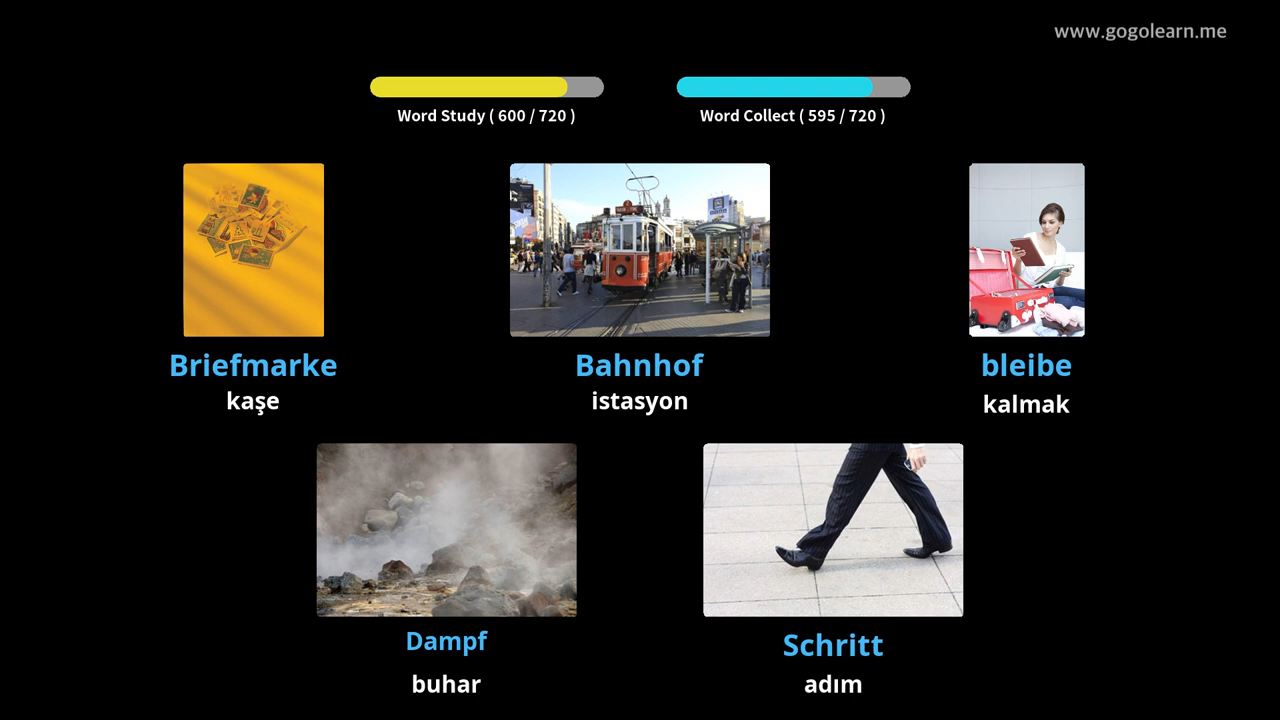 www.gogolearn.me
Word Study ( 600 / 720 )
Word Collect ( 595 / 720 )
Briefmarke
kaşe
Bahnhof
istasyon
bleibe
kalmak
Dampf
buhar
Schritt
adım